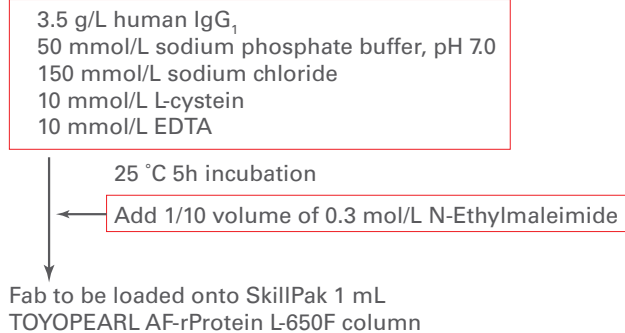 3.5 g/L human IgG₁
50 mmol/L sodium phosphate buffer, pH 7.0
150 mmol/L sodium chloride
10 mmol/L L-cystein
10 mmol/L EDTA
25 ˚C 5h incubation
Add 1/10 volume of 0.3 mol/L N-Ethylmaleimide
Fab to be loaded onto SkillPak 1 mL
TOYOPEARL AF-rProtein L-650F column